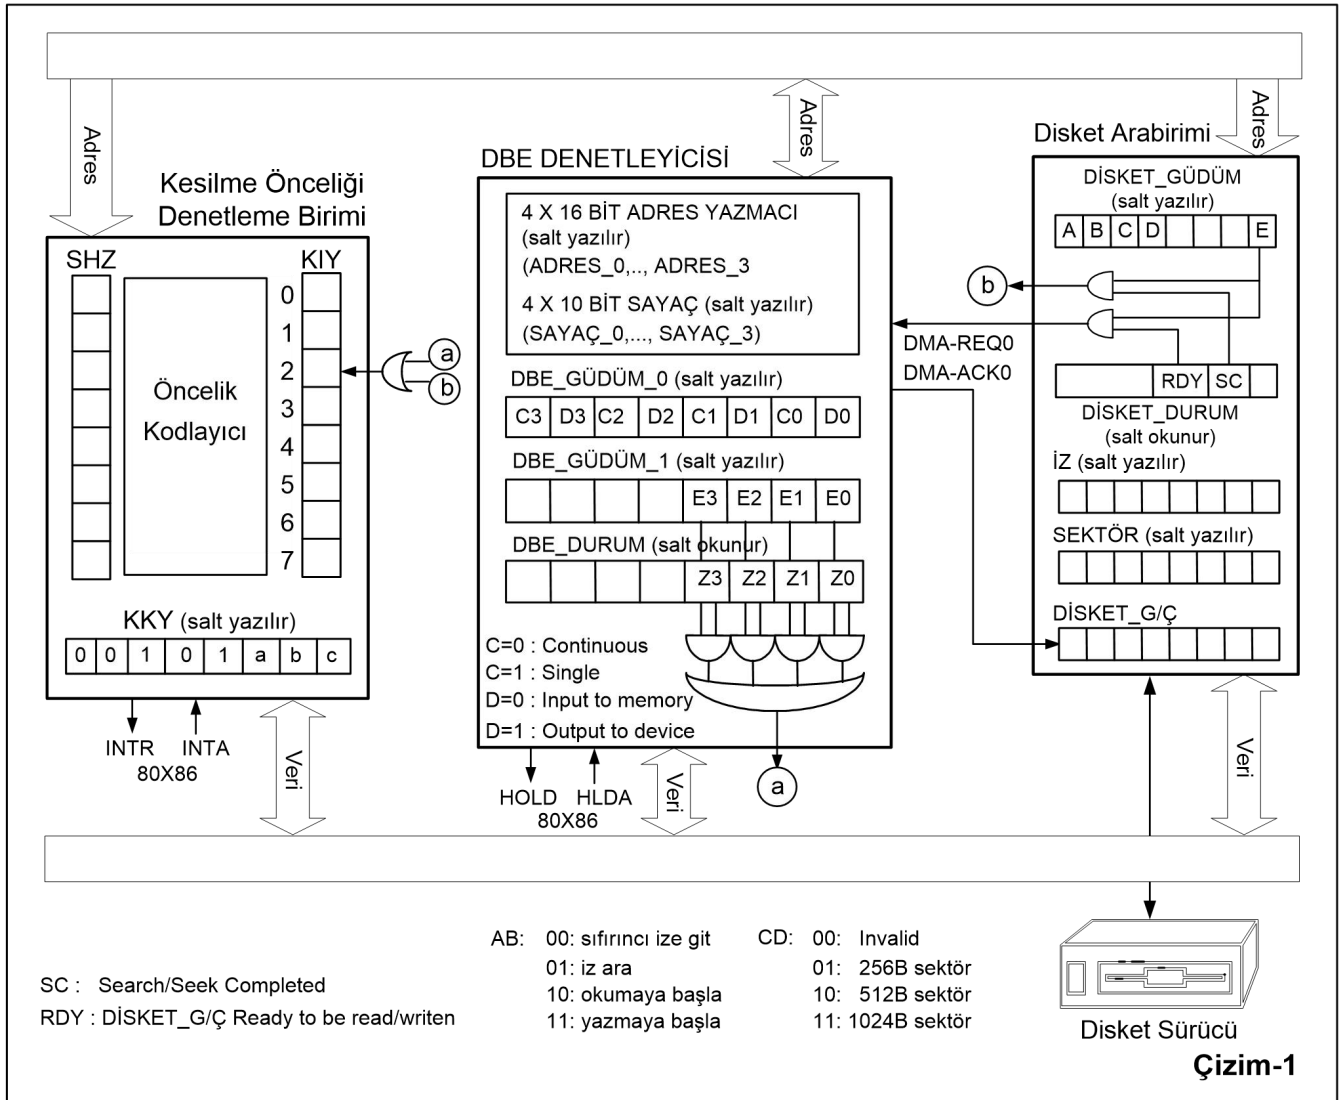 Adres
Adres
Adres
Kesilme Önceliği
Denetleme Birimi
SHZ
KIY
Öncelik
Kodlayıcı
0
1
2
3
4
5
6
7
a
b
KKY (salt yazılır)
0 0 1 0 1 a b c
INTR INTA
80X86
Veri
DBE DENETLEYİCİSİ
4 X 16 BİT ADRES YAZMACI
(salt yazılır)
(ADRES_0,.., ADRES_3
4 X 10 BİT SAYAÇ (salt yazılır)
(SAYAÇ_0,..., SAYAÇ_3)
DBE_GÜDÜM_0 (salt yazılır)
C3 D3 C2 D2 C1 D1 C0 D0
DBE_GÜDÜM_1 (salt yazılır)
E3 E2 E1 E0
DBE_DURUM (salt okunur)
Z3 Z2 Z1 Z0
C=0 : Continuous
C=1 : Single
D=0 : Input to memory
D=1 : Output to device
a
HOLD HLDA
80X86
Veri
Disket Arabirimi
DİSKET_GÜDÜM
(salt yazılır)
A B C D E
b
DMA-REQ0
DMA-ACK0
RDY SC
DİSKET_DURUM
(salt okunur)
İZ (salt yazılır)
SEKTÖR (salt yazılır)
DİSKET_G/Ç
Veri
SC : Search/Seek Completed
RDY : DİSKET_G/Ç Ready to be read/writen
AB: 00: sıfırıncı ize git
01: iz ara
10: okumaya başla
11: yazmaya başla
CD: 00: Invalid
01: 256B sektör
10: 512B sektör
11: 1024B sektör
Disket Sürücü
Çizim-1